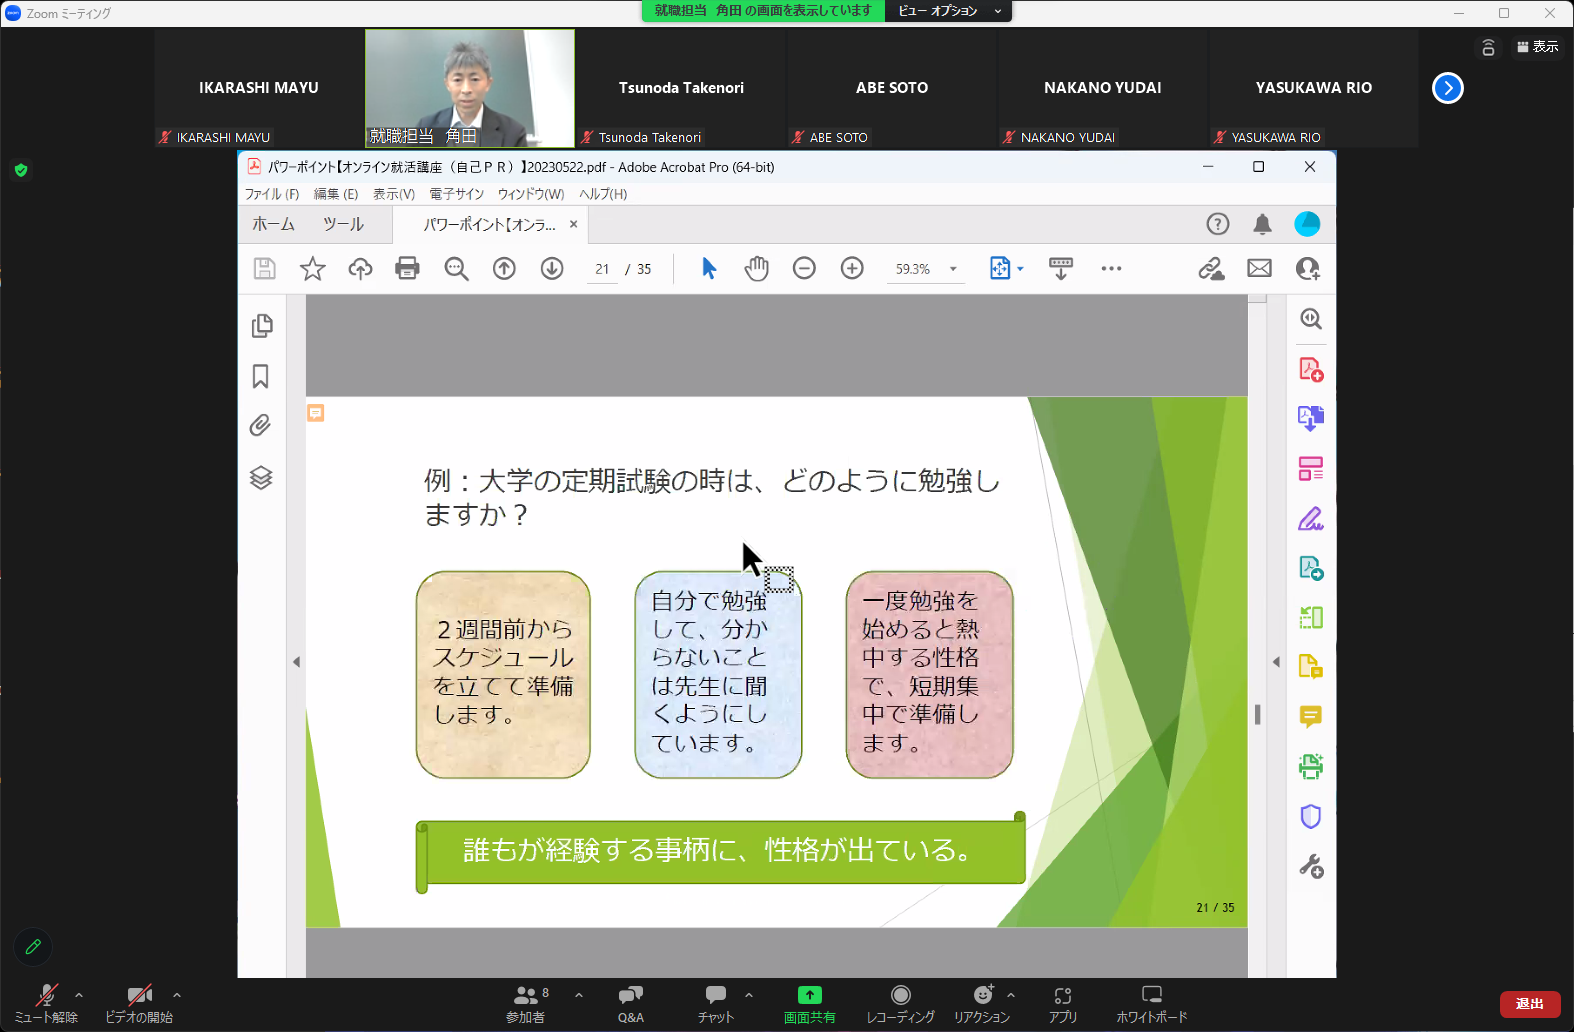 Zoom ミーティング
就職担当 角田 の画面を表示しています
ビュー オプション
表示
IKARASHI MAYU
Tsunoda Takenori
ABE SOTO
NAKANO YUDAI
YASUKAWA RIO
IKARASHI MAYU
就職担当 角田
Tsunoda Takenori
ABE SOTO
NAKANO YUDAI
YASUKAWA RIO
パワーポイント【オンライン就活講座（自己ＰＲ）】20230522.pdf - Adobe Acrobat Pro (64-bit)
ファイル (F) 編集 (E) 表示(V) 電子サイン ウィンドウ(W) ヘルプ(H)
ホーム ツール パワーポイント【オンラ... ×
21 / 35 59.3%
例：大学の定期試験の時は、どのように勉強し
ますか？
２週間前から
スケジュール
を立てて準備
します。
自分で勉強
して、分か
らないこと
は先生に聞
くようにし
ています。
一度勉強を
始めると熱
中する性格
で、短期集
中で準備し
ます。
誰もが経験する事柄に、性格が出ている。
21 / 35
8
ミュート解除 ビデオの開始 参加者 Q&A チャット 画面共有 レコーディング リアクション アプリ ホワイトボード 退出